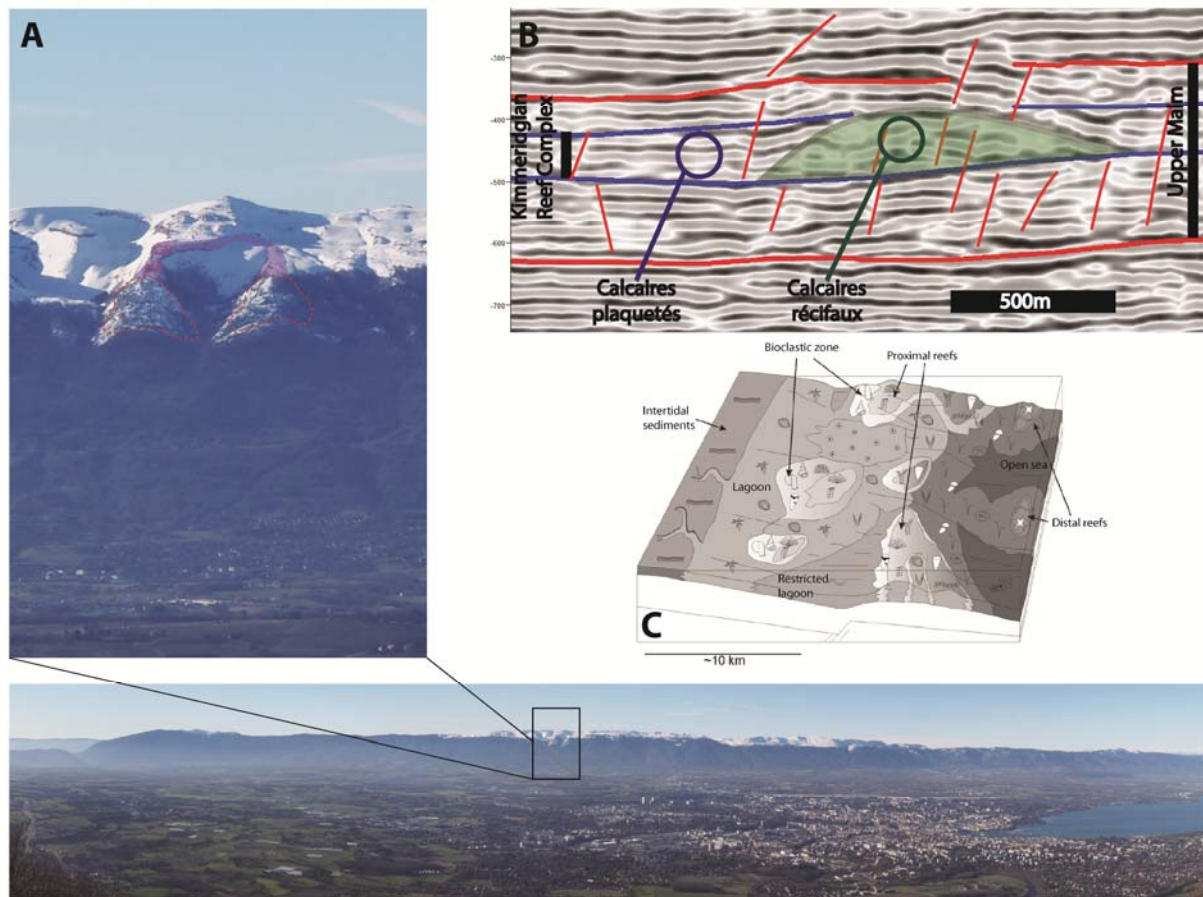 A
B
-300
-400
-500
-600
-700
Kimmeridgian
Reef Complex
Upper Malm
Calcaires
plaquetés
Calcaires
récifaux
500m
Bioclastic zone
Proximal reefs
Intertidal
sediments
Open sea
Lagoon
Distal reefs
Restricted
lagoon
C
~10 km